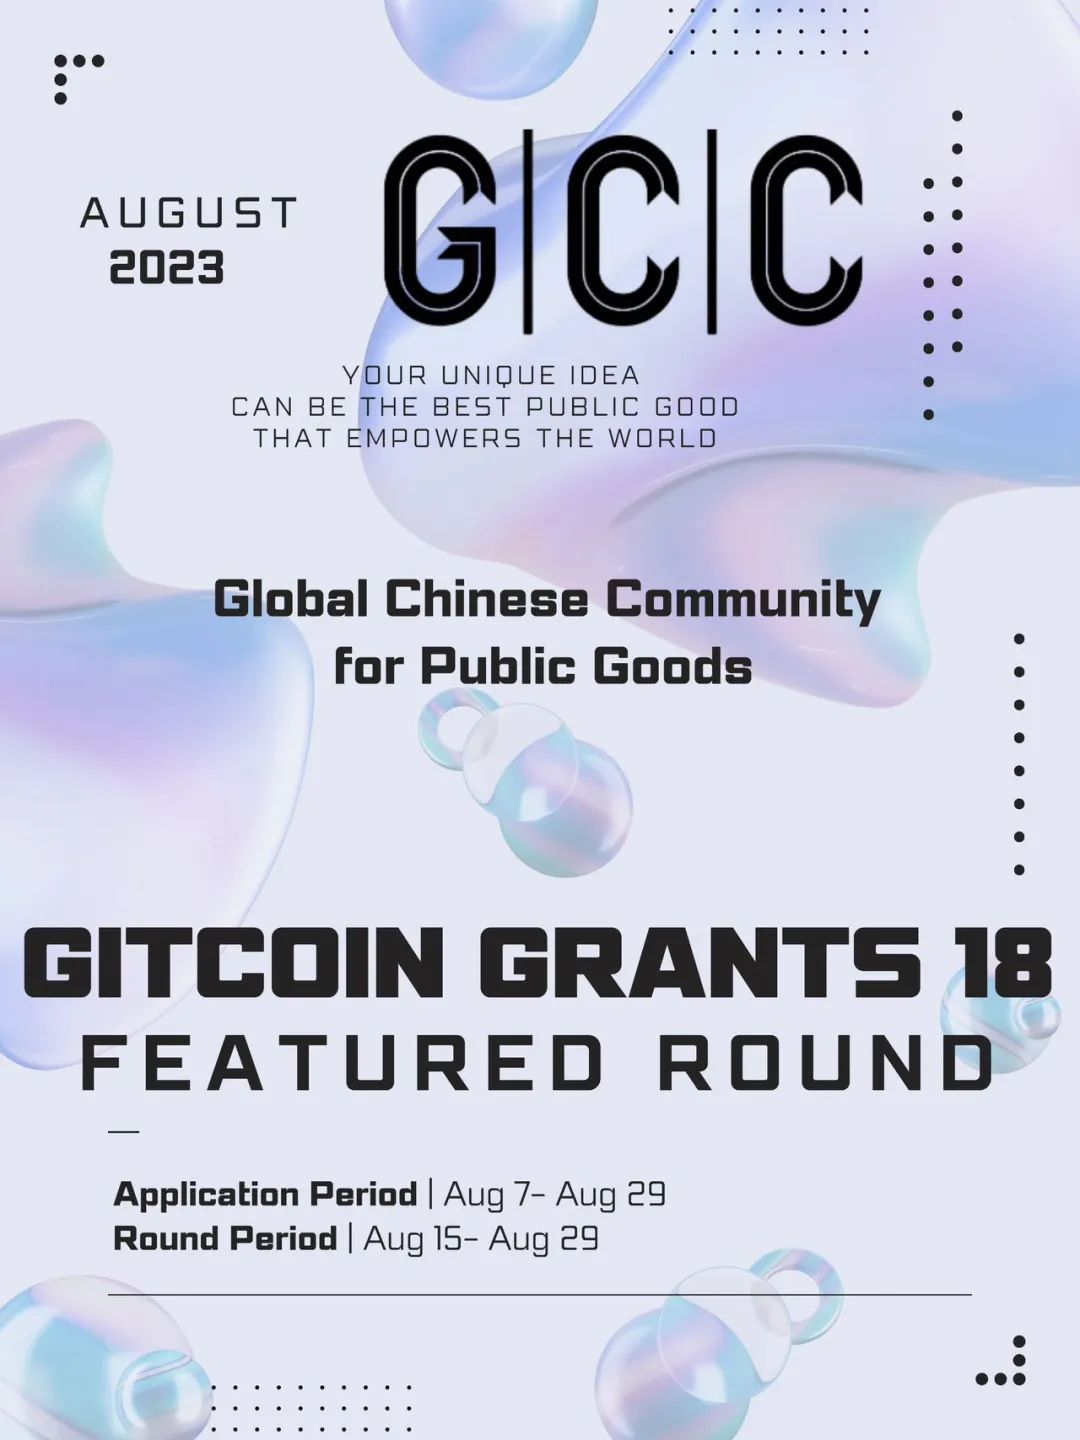 AUGUST
2023
G|C|C
YOUR UNIQUE IDEA
CAN BE THE BEST PUBLIC GOOD
THAT EMPOWERS THE WORLD
Global Chinese Community
for Public Goods
GITCOIN GRANTS 18
FEATURED ROUND
Application Period | Aug 7- Aug 29
Round Period | Aug 15- Aug 29